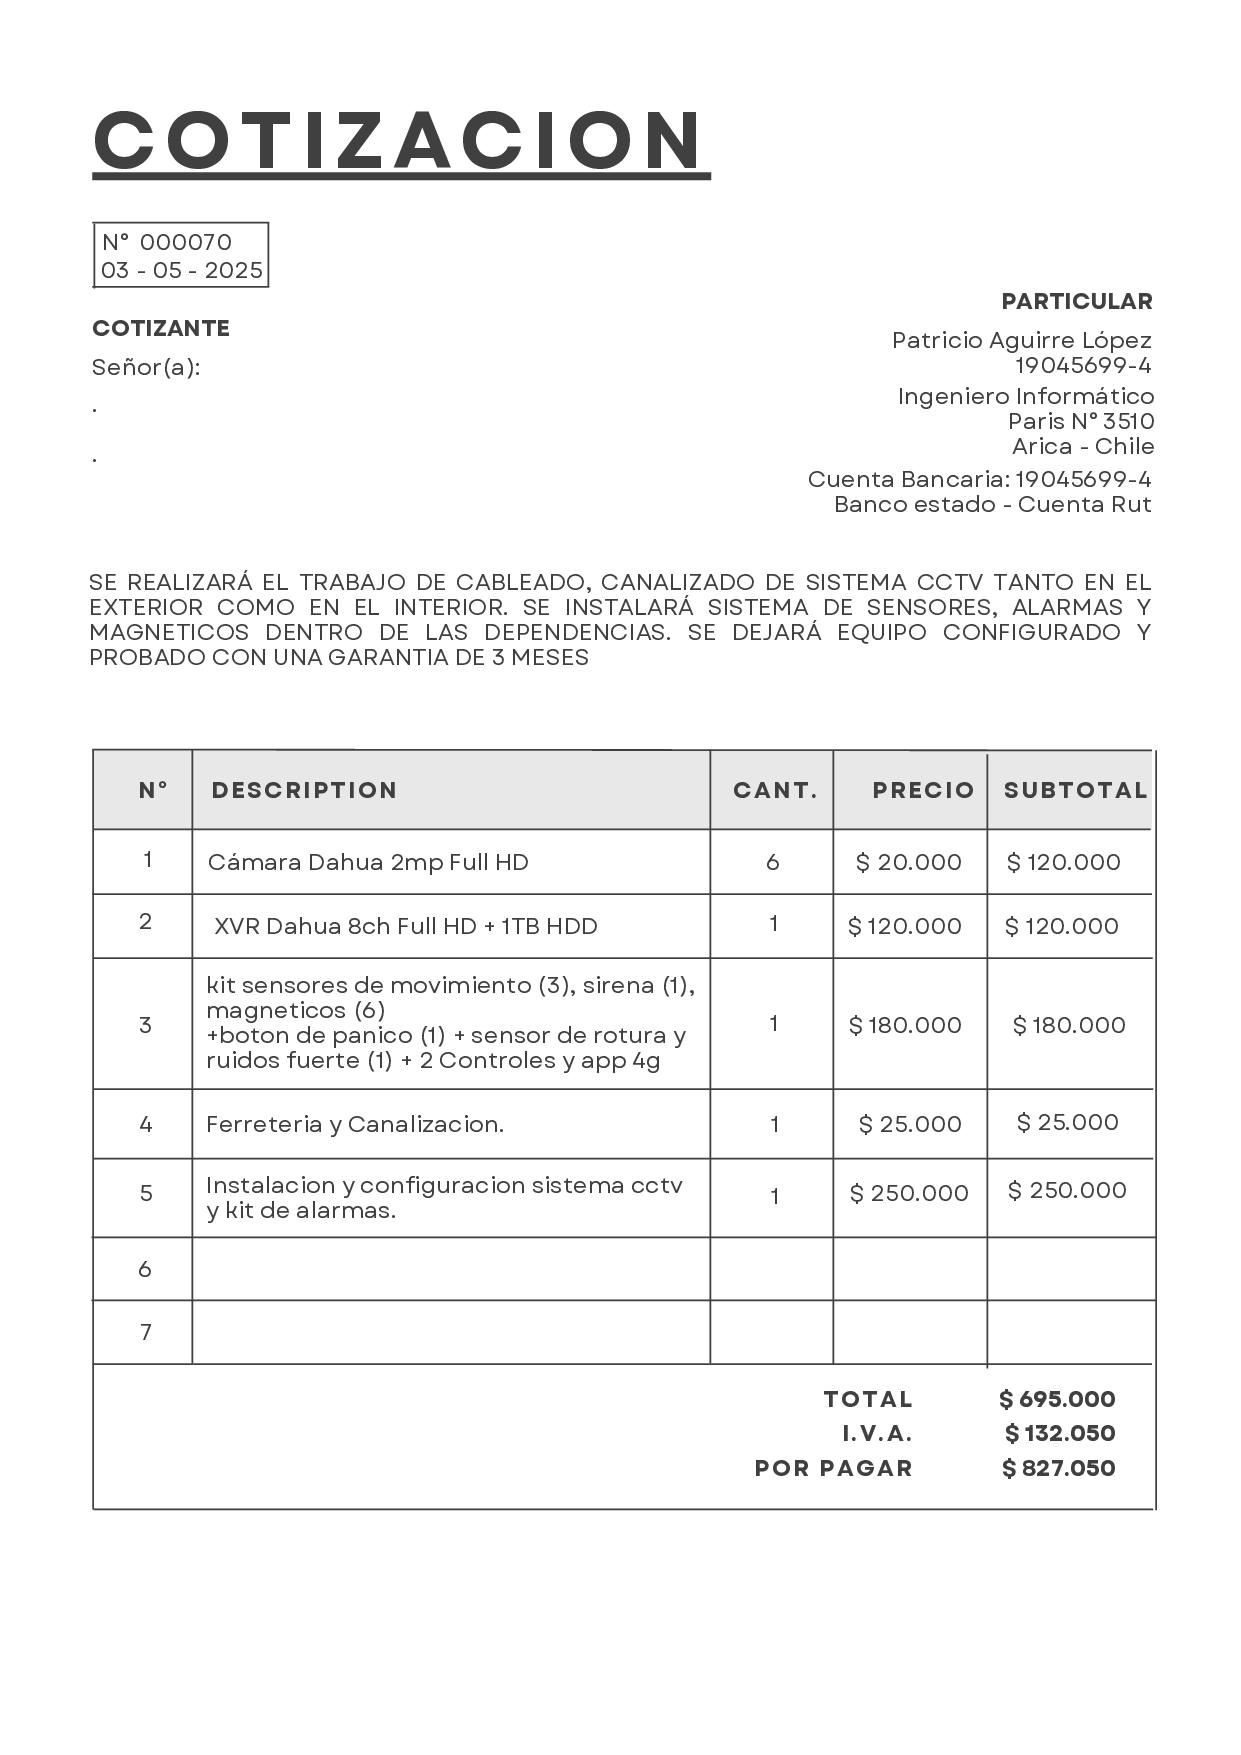 COTIZACION
N° 000070
03 - 05 - 2025
PARTICULAR
COTIZANTE
Patricio Aguirre López
Señor(a):
19045699-4
Ingeniero Informático
.
Paris N° 3510
Arica - Chile
.
Cuenta Bancaria: 19045699-4
Banco estado - Cuenta Rut
SE REALIZARÁ EL TRABAJO DE CABLEADO, CANALIZADO DE SISTEMA CCTV TANTO EN EL
EXTERIOR COMO EN EL INTERIOR. SE INSTALARÁ SISTEMA DE SENSORES, ALARMAS Y
MAGNETICOS DENTRO DE LAS DEPENDENCIAS. SE DEJARÁ EQUIPO CONFIGURADO Y
PROBADO CON UNA GARANTIA DE 3 MESES
N° DESCRIPTION CANT. PRECIO SUBTOTAL
1 Cámara Dahua 2mp Full HD 6 $ 20.000 $ 120.000
2 XVR Dahua 8ch Full HD + 1TB HDD 1 $ 120.000 $ 120.000
kit sensores de movimiento (3), sirena (1),
magneticos (6)
3 +boton de panico (1) + sensor de rotura y 1 $ 180.000 $ 180.000
ruidos fuerte (1) + 2 Controles y app 4g
4 Ferreteria y Canalizacion. 1 $ 25.000 $ 25.000
5 Instalacion y configuracion sistema cctv 1 $ 250.000 $ 250.000
y kit de alarmas.
6
7
TOTAL $ 695.000
I.V.A. $ 132.050
POR PAGAR $ 827.050